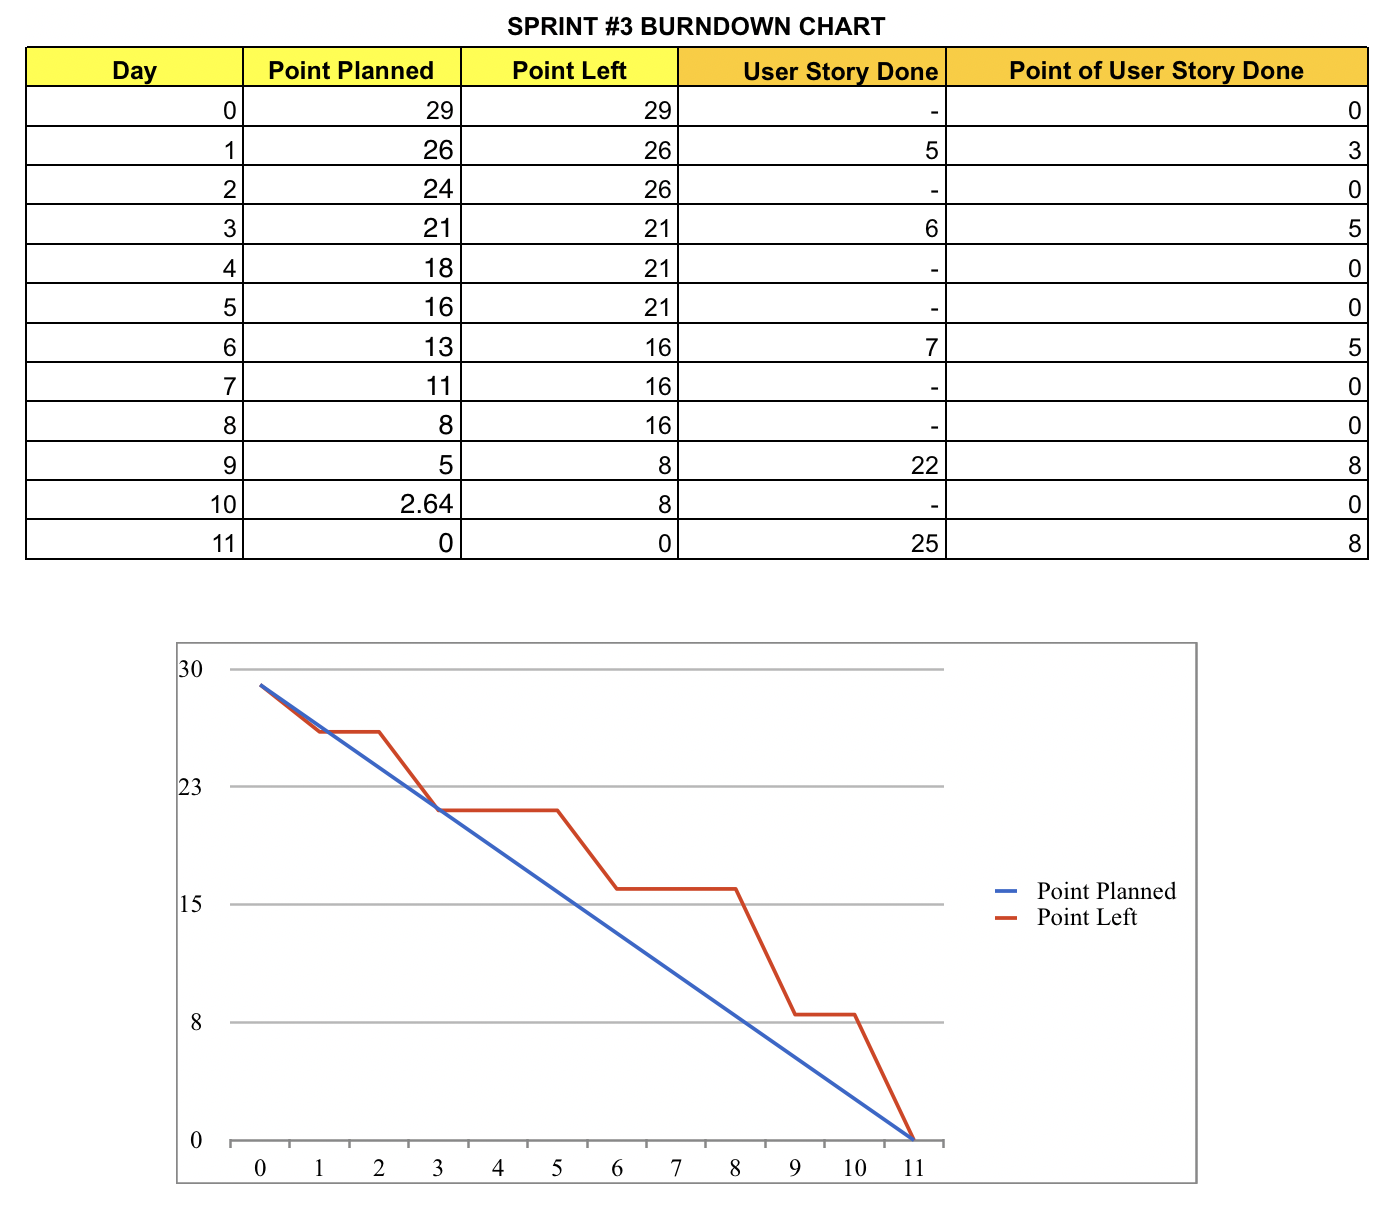 SPRINT #3 BURNDOWN CHART
Day Point Planned Point Left User Story Done Point of User Story Done
0 29 29 - 0
1 26 26 5 3
2 24 26 - 0
3 21 21 6 5
4 18 21 - 0
5 16 21 - 0
6 13 16 7 5
7 11 16 - 0
8 8 16 - 0
9 5 8 22 8
10 2.64 8 - 0
11 0 0 25 8
30
23
15
8
0
0 1 2 3 4 5 6 7 8 9 10 11
Point Planned
Point Left